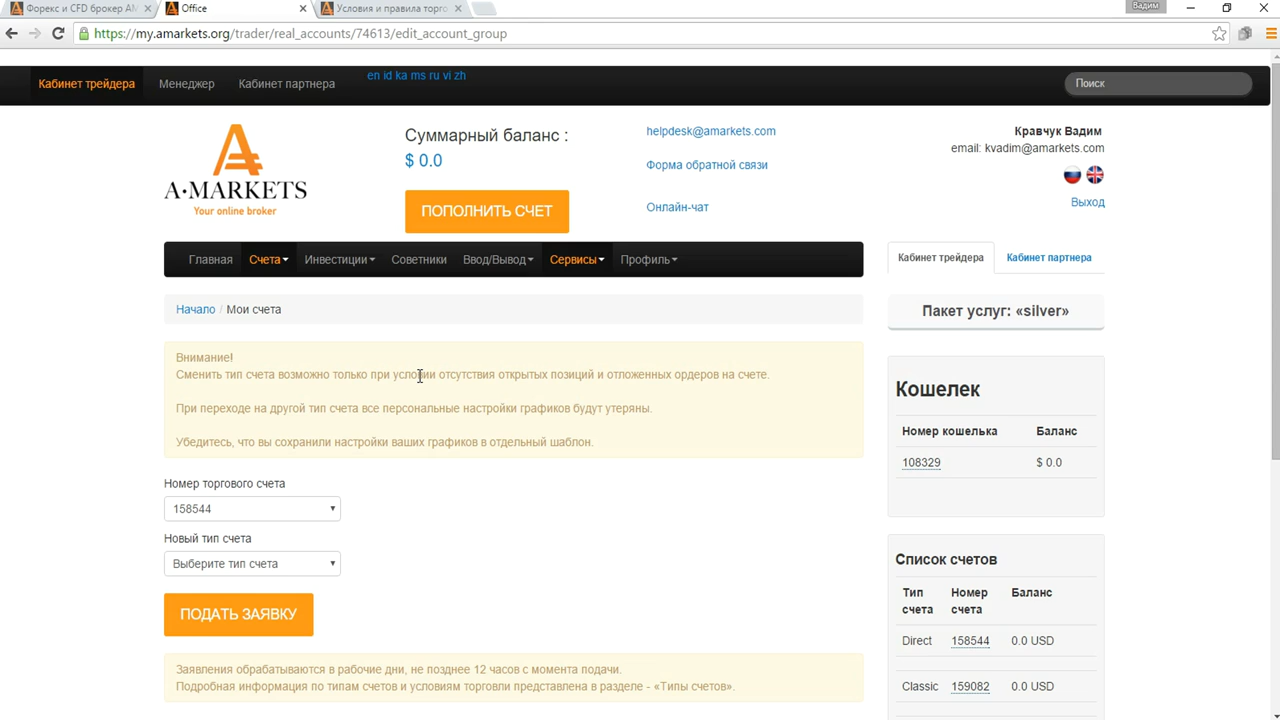 Форекс и CFD брокер AM
Office
Условия и правила торго
Вадим
https://my.amarkets.org/trader/real_accounts/74613/edit_account_group
Кабинет трейдера
Менеджер
Кабинет партнера
en id ka ms ru vi zh
Поиск
A·MARKETS
Your online broker
Суммарный баланс :
$ 0.0
ПОПОЛНИТЬ СЧЕТ
helpdesk@amarkets.com
Форма обратной связи
Онлайн-чат
Кравчук Вадим
email: kvadim@amarkets.com
Выход
Главная
Счета
Инвестиции
Советники
Ввод/Вывод
Сервисы
Профиль
Кабинет трейдера
Кабинет партнера
Начало / Мои счета
Пакет услуг: «silver»
Внимание!
Сменить тип счета возможно только при условии отсутствия открытых позиций и отложенных ордеров на счете.
При переходе на другой тип счета все персональные настройки графиков будут утеряны.
Убедитесь, что вы сохранили настройки ваших графиков в отдельный шаблон.
Номер торгового счета
158544
Новый тип счета
Выберите тип счета
ПОДАТЬ ЗАЯВКУ
Заявления обрабатываются в рабочие дни, не позднее 12 часов с момента подачи.
Подробная информация по типам счетов и условиям торговли представлена в разделе - «Типы счетов».
Кошелек
Номер кошелька Баланс
108329 $ 0.0
Список счетов
Тип счета
Номер счета
Баланс
Direct 158544 0.0 USD
Classic 159082 0.0 USD